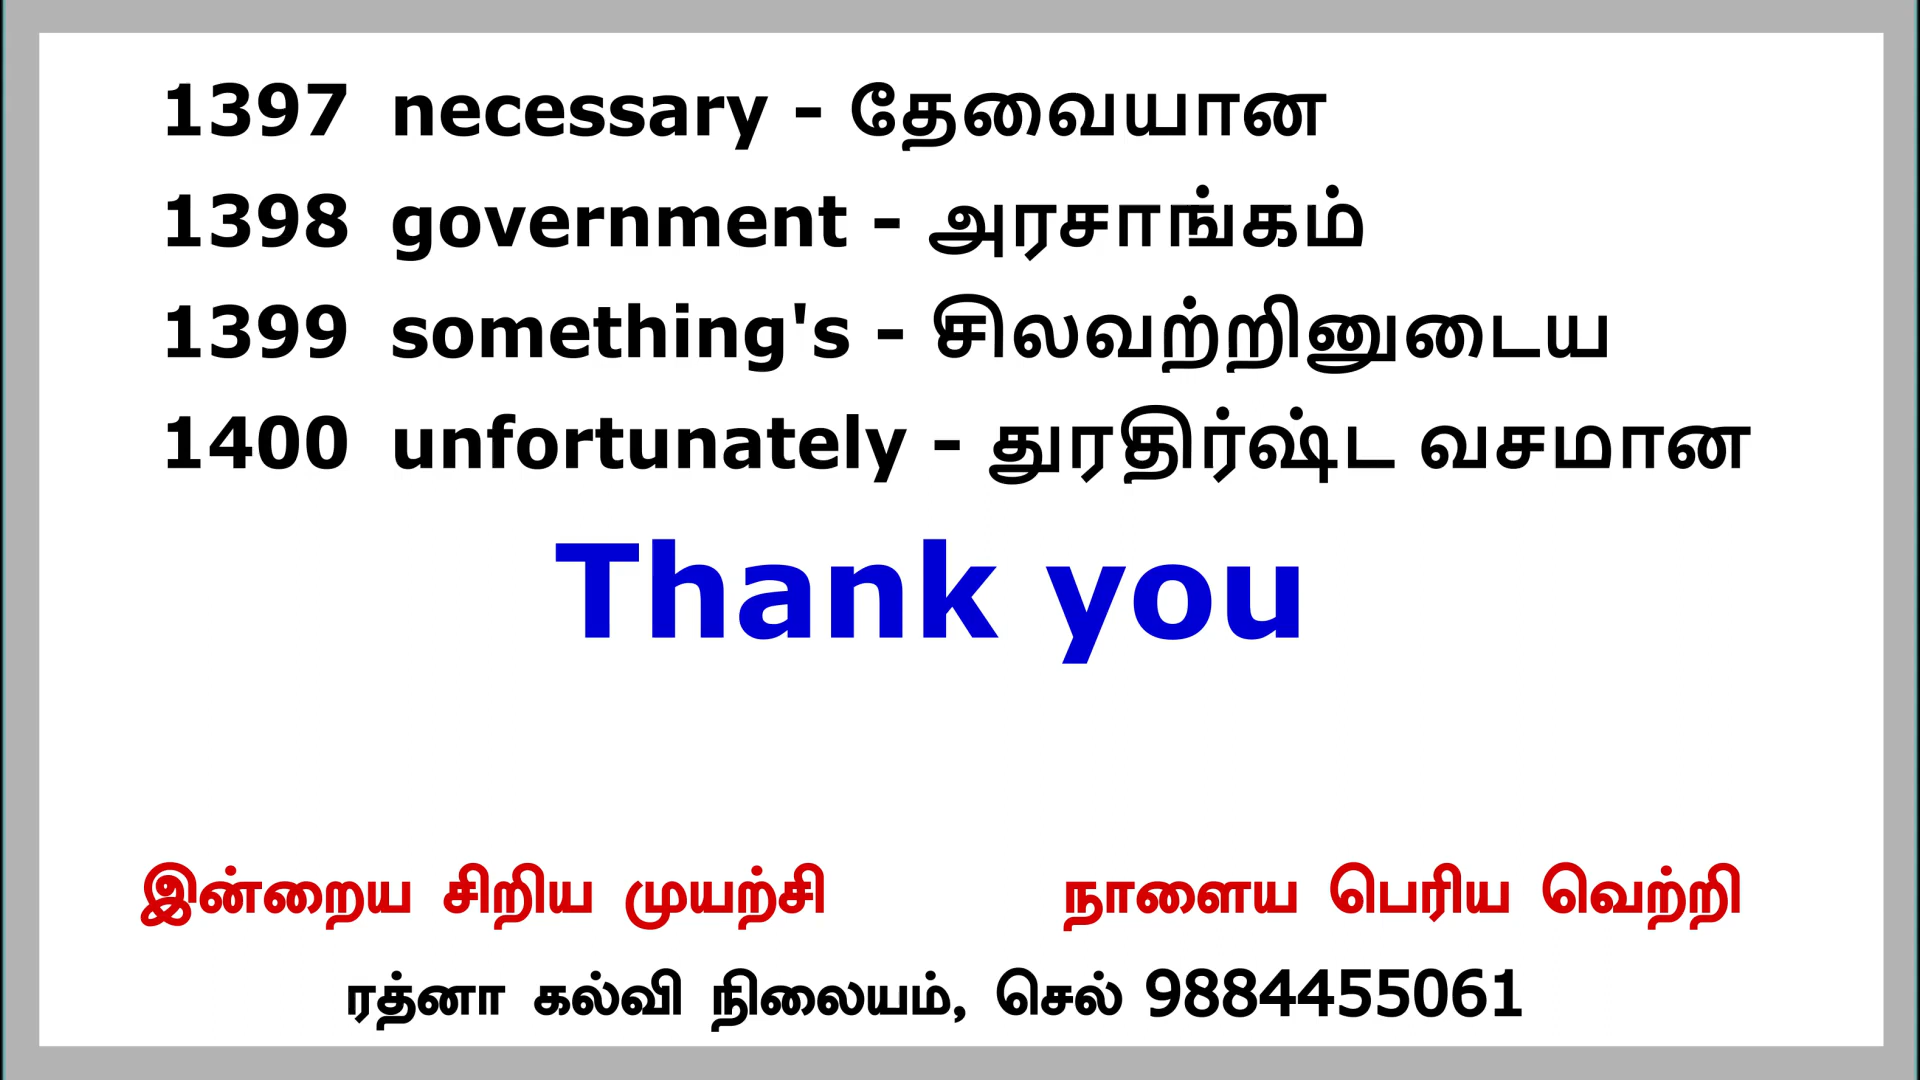 1397 necessary - தேவையான
1398 government - அரசாங்கம்
1399 something's - சிலவற்றினுடைய
1400 unfortunately - துரதிர்ஷ்ட வசமான
Thank you
இன்றைய சிறிய முயற்சி நாளைய பெரிய வெற்றி
ரத்னா கல்வி நிலையம், செல் 9884455061